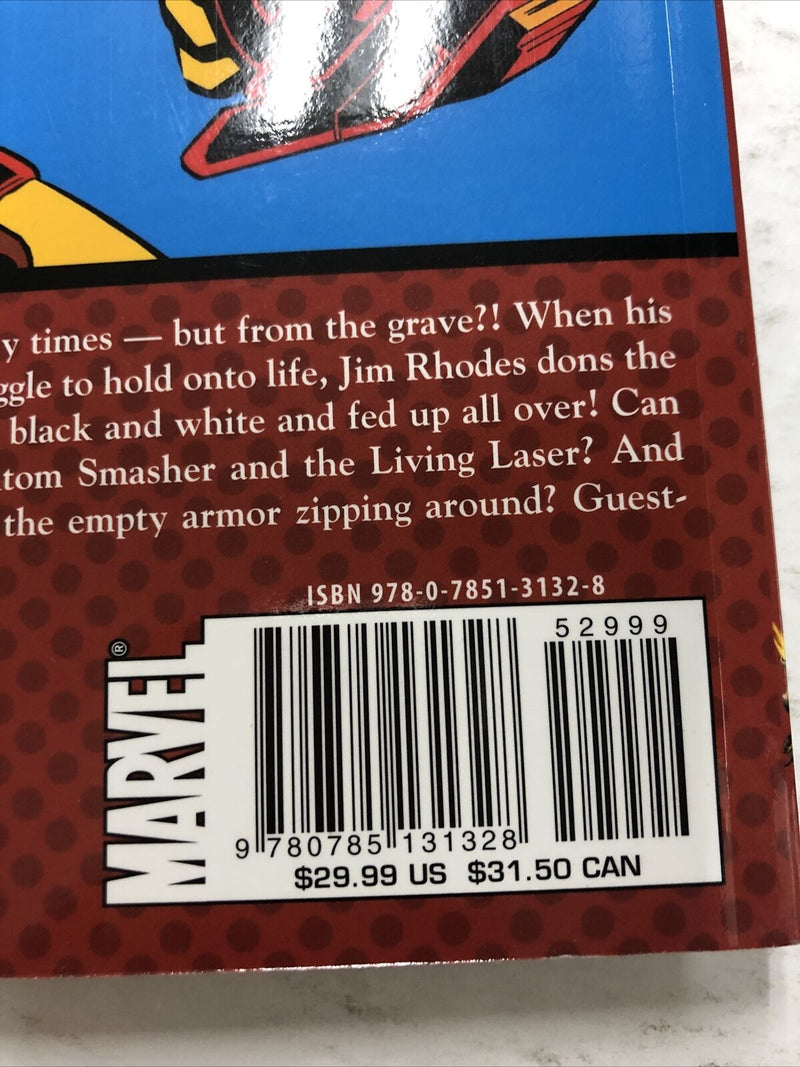 y times — but from the grave?! When his
ggle to hold onto life, Jim Rhodes dons the
black and white and fed up all over! Can
tom Smasher and the Living Laser? And
the empty armor zipping around? Guest-
ISBN 978-0-7851-3132-8
52999
MARVEL®
9 780785 131328
$29.99 US $31.50 CAN